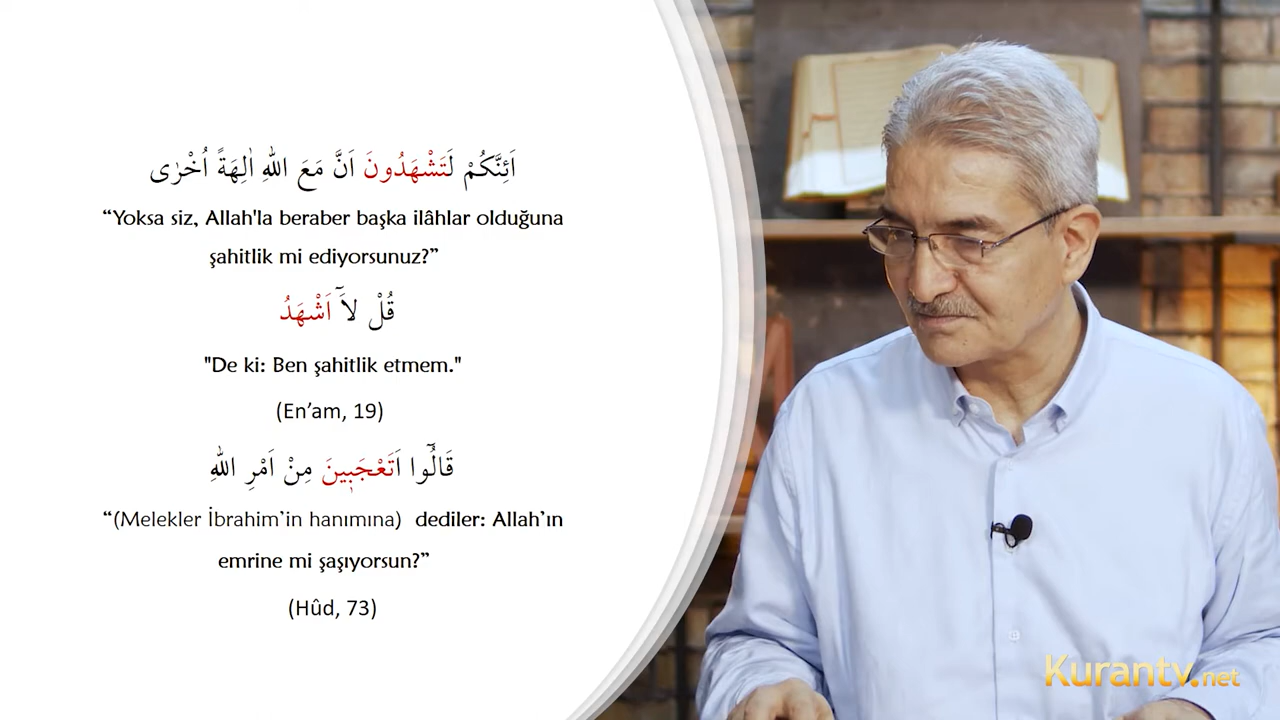 اَئِنَّكُمْ لَتَشْهَدُونَ اَنَّ مَعَ اللّٰهِ اٰلِهَةً اُخْرٰى
“Yoksa siz, Allah'la beraber başka ilâhlar olduğuna
şahitlik mi ediyorsunuz?”
قُلْ لَٓا اَشْهَدُ
"De ki: Ben şahitlik etmem."
(En’am, 19)
قَالُٓوا اَتَعْجَب۪ينَ مِنْ اَمْرِ اللّٰهِ
“(Melekler İbrahim’in hanımına) dediler: Allah’ın
emrine mi şaşıyorsun?”
(Hûd, 73)
Kurantv.net